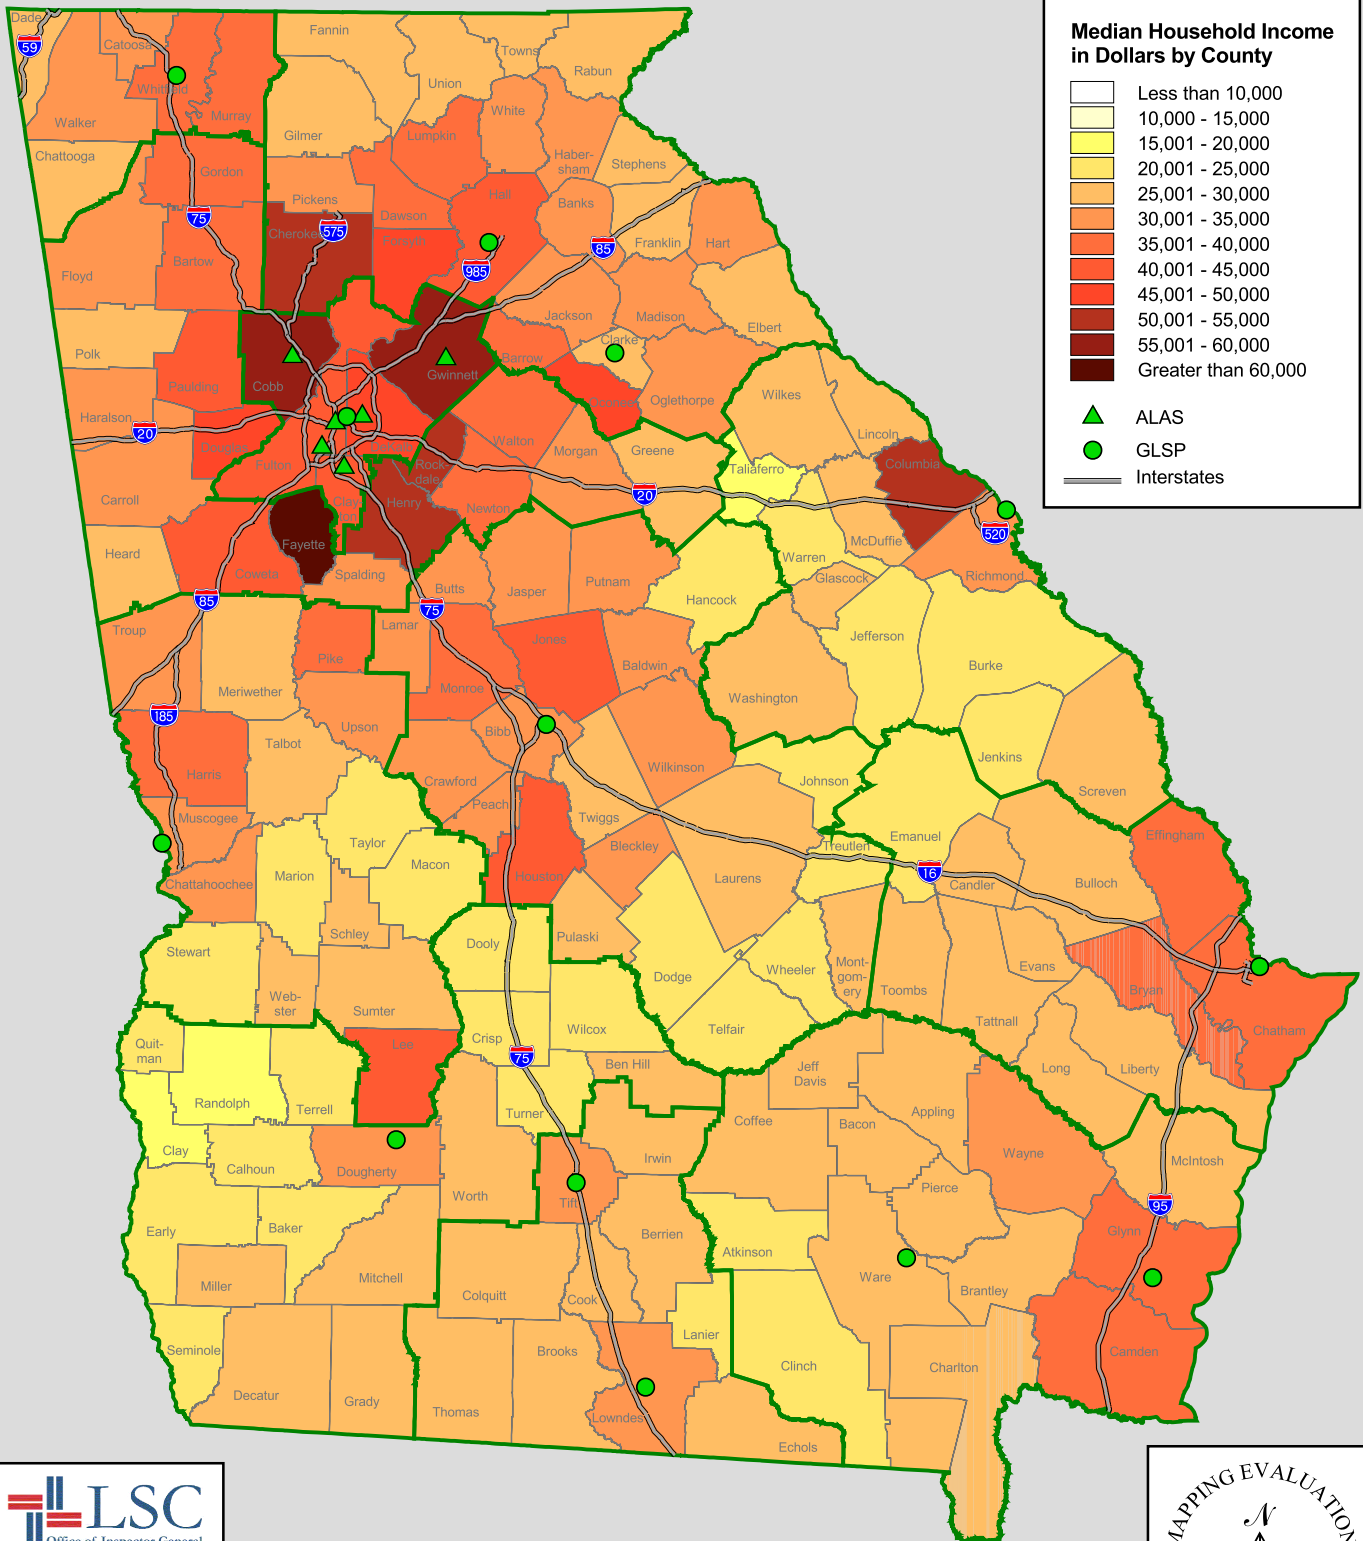 Median Household Income
in Dollars by County
Less than 10,000
10,000 - 15,000
15,001 - 20,000
20,001 - 25,000
25,001 - 30,000
30,001 - 35,000
35,001 - 40,000
40,001 - 45,000
45,001 - 50,000
50,001 - 55,000
55,001 - 60,000
Greater than 60,000
ALAS
GLSP
Interstates
Dade
59
Catoosa
Fannin
Towns
Union
Rabun
Whitfield
Murray
Walker
White
Gilmer
Lumpkin
Chattooga
Haber-
sham
Stephens
Gordon
Hall
Pickens
Banks
Dawson
75
Cherokee
575
Forsyth
85
Franklin
Hart
Bartow
Floyd
985
Jackson
Madison
Elbert
Clarke
Polk
Barrow
Cobb
Gwinnett
Paulding
Oconee
Oglethorpe
Wilkes
Haralson
20
Douglas
DeKalb
Walton
Morgan
Greene
Lincoln
Fulton
Rock-
dale
Taliaferro
Columbia
20
Carroll
Clay-
ton
Henry
Newton
520
Fayette
McDuffie
Heard
Warren
Coweta
Spalding
Butts
Jasper
Putnam
Glascock
Richmond
85
75
Hancock
Troup
Lamar
Jefferson
Pike
Jones
Baldwin
Burke
Meriwether
Monroe
Washington
185
Upson
Bibb
Talbot
Jenkins
Harris
Crawford
Wilkinson
Johnson
Screven
Peach
Muscogee
Twiggs
Taylor
Bleckley
Treutlen
Emanuel
Effingham
Macon
16
Marion
Houston
Laurens
Candler
Bulloch
Chattahoochee
Schley
Pulaski
Dooly
Stewart
Dodge
Wheeler
Mont-
gom-
ery
Evans
Web-
ster
Toombs
Bryan
Sumter
Tattnall
Wilcox
Telfair
Chatham
Quit-
man
Lee
Crisp
75
Ben Hill
Jeff
Davis
Long
Liberty
Randolph
Terrell
Turner
Coffee
Bacon
Appling
Clay
Calhoun
Dougherty
Irwin
Wayne
McIntosh
Worth
Tift
Pierce
95
Early
Baker
Berrien
Atkinson
Glynn
Miller
Mitchell
Colquitt
Cook
Ware
Brantley
Seminole
Brooks
Lanier
Clinch
Charlton
Camden
Decatur
Grady
Thomas
Lowndes
Echols
LSC
Office of Inspector General
MAPPING EVALUATION
N